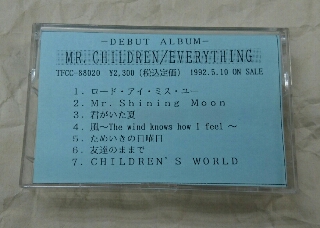 －DEBUT ALBUM－
MR.CHILDREN/EVERYTHING
TFCC-88020 ¥2,300 (税込定価) 1992.5.10 ON SALE
1. ロード・アイ・ミス・ユー
2. Mr. Shining Moon
3. 君がいた夏
4. 風～The wind knows how I feel～
5. ためいきの日曜日
6. 友達のままで
7. CHILDREN'S WORLD